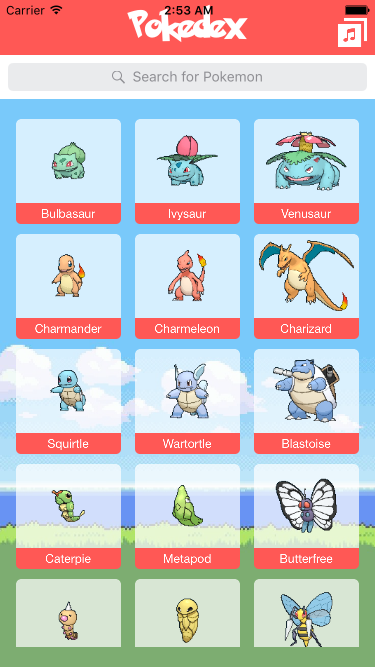 Carrier 2:53 AM
Pokedex
Search for Pokemon
Bulbasaur Ivysaur Venusaur
Charmander Charmeleon Charizard
Squirtle Wartortle Blastoise
Caterpie Metapod Butterfree